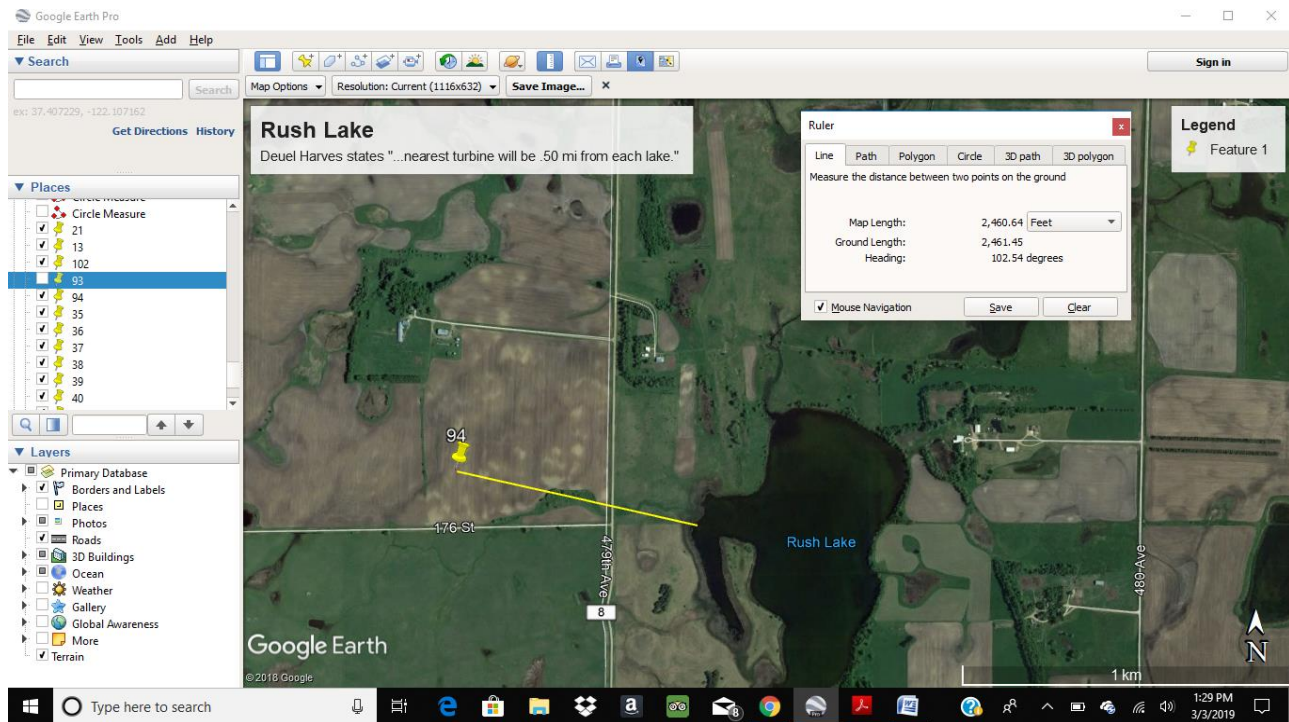 Google Earth Pro
File Edit View Tools Add Help
Search
Search
ex: 37.407229, -122.107162
Get Directions History
Places
Circle Measure
Circle Measure
21
13
102
93
94
35
36
37
38
39
40
Layers
Primary Database
Borders and Labels
Places
Photos
Roads
3D Buildings
Ocean
Weather
Gallery
Global Awareness
More
Terrain
Sign in
Map Options Resolution: Current (1116x632) Save Image... x
Rush Lake
Deuel Harves states "...nearest turbine will be .50 mi from each lake."
Ruler
x
Line Path Polygon Circle 3D path 3D polygon
Measure the distance between two points on the ground
Map Length: 2,460.64 Feet
Ground Length: 2,461.45
Heading: 102.54 degrees
Mouse Navigation Save Clear
Legend
Feature 1
94
176 St
479th Ave
8
Rush Lake
480 Ave
Google Earth
© 2018 Google
N
1 km
Type here to search
a
8
1:29 PM
3/3/2019